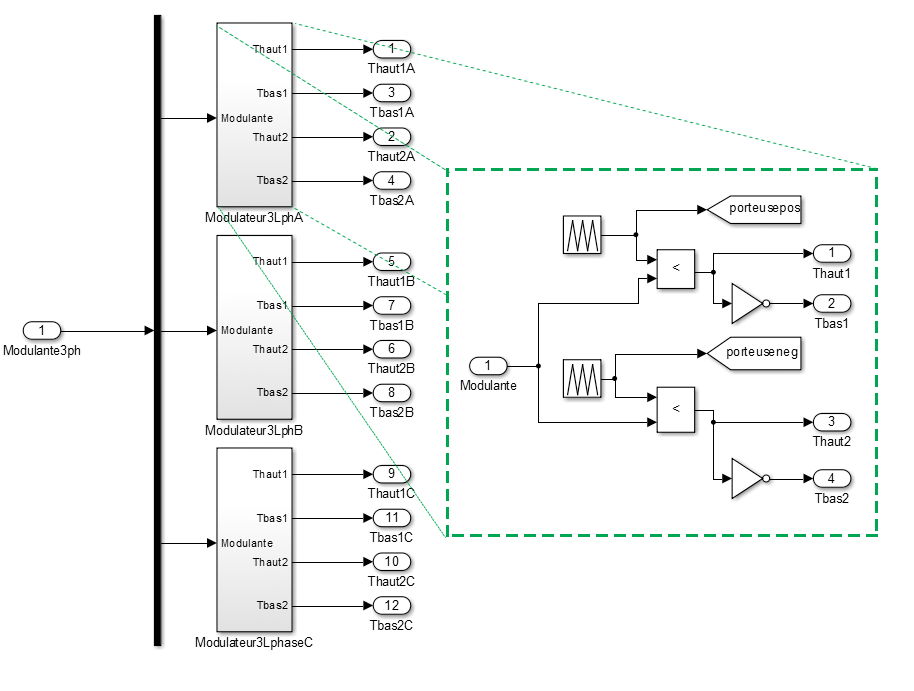 1
Modulante3ph
Thaut1
Tbas1
Modulante
Thaut2
Tbas2
Modulateur3LphA
1
Thaut1A
3
Tbas1A
2
Thaut2A
4
Tbas2A
Thaut1
Tbas1
Modulante
Thaut2
Tbas2
Modulateur3LphB
5
Thaut1B
7
Tbas1B
6
Thaut2B
8
Tbas2B
Thaut1
Tbas1
Modulante
Thaut2
Tbas2
Modulateur3LphaseC
9
Thaut1C
11
Tbas1C
10
Thaut2C
12
Tbas2C
porteusepos
<
1
Thaut1
2
Tbas1
1
Modulante
porteuseneg
<
3
Thaut2
4
Tbas2